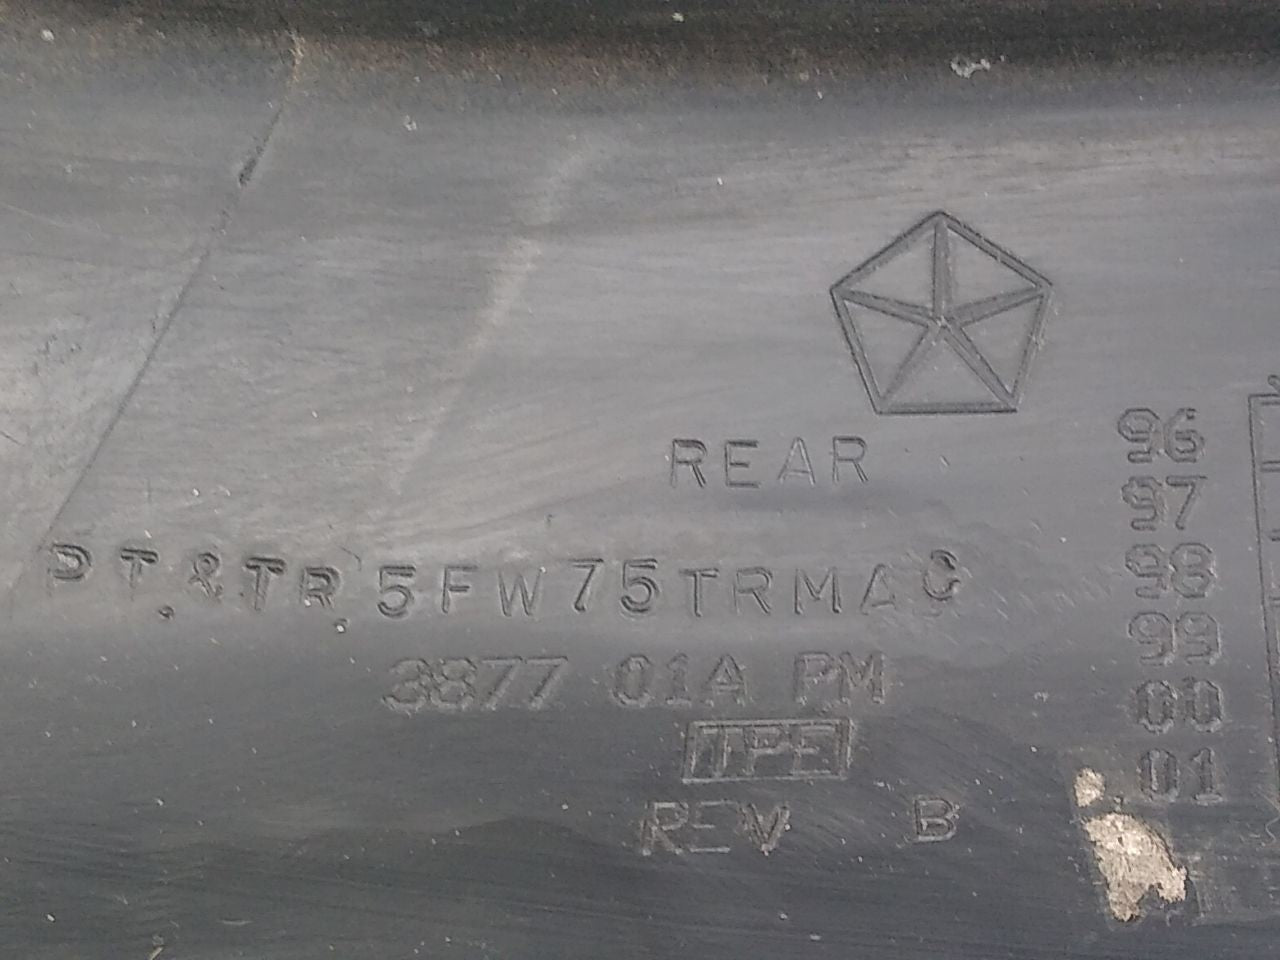 REAR
PT.&TR.5FW75TRMAC
3877 01A PM
TPE
REV B
96
97
98
99
00
01